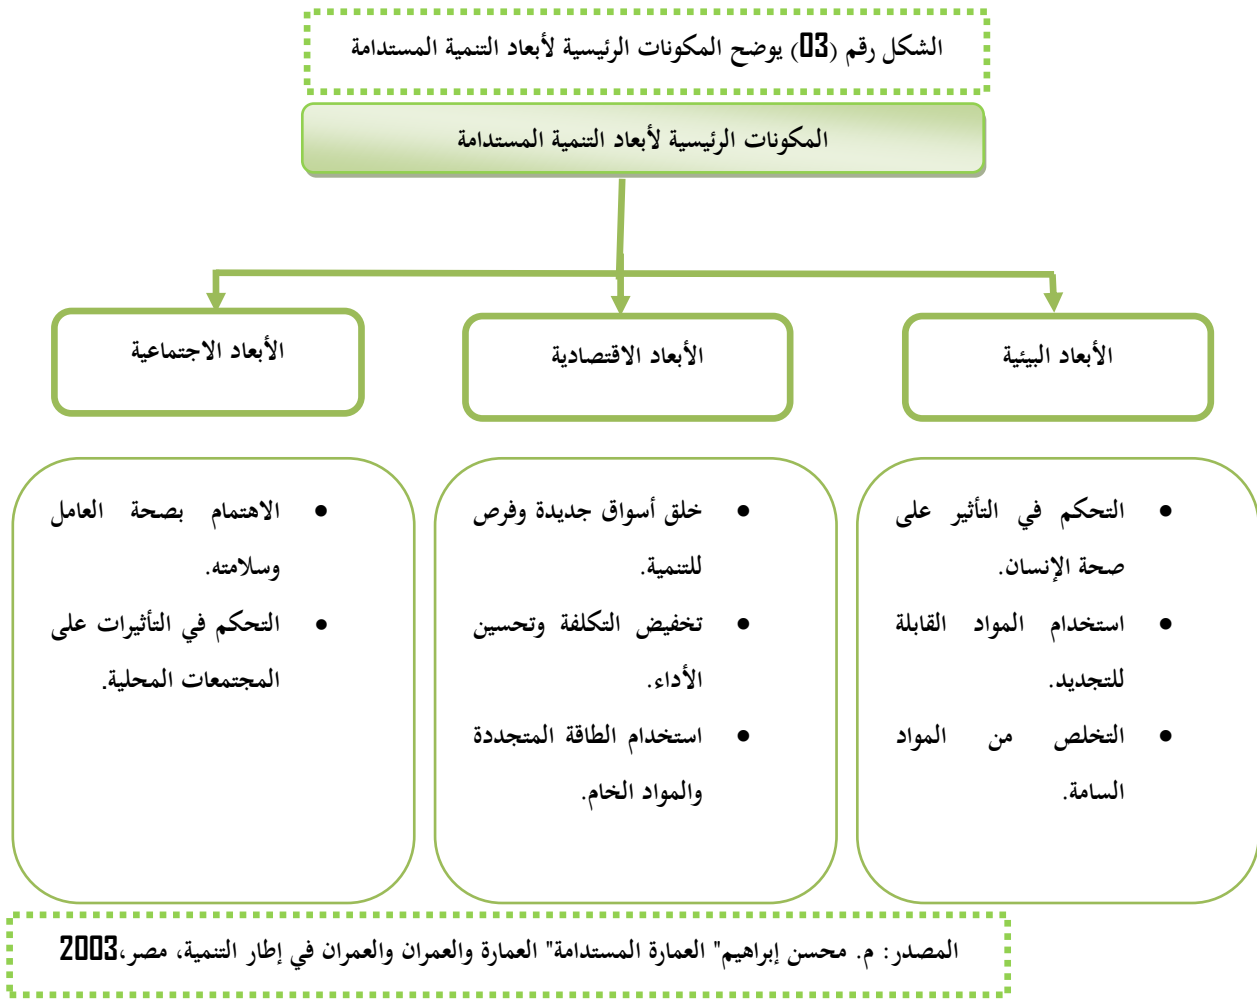 الشكل رقم (03) يوضح المكونات الرئيسية لأبعاد التنمية المستدامة
المكونات الرئيسية لأبعاد التنمية المستدامة
الأبعاد البيئية
الأبعاد الاقتصادية
الأبعاد الاجتماعية
• التحكم في التأثير على
صحة الإنسان.
• استخدام المواد القابلة
للتجديد.
• التخلص من المواد
السامة.
• خلق أسواق جديدة وفرص
للتنمية.
• تخفيض التكلفة وتحسين
الأداء.
• استخدام الطاقة المتجددة
والمواد الخام.
• الاهتمام بصحة العامل
وسلامته.
• التحكم في التأثيرات على
المجتمعات المحلية.
المصدر: م. محسن إبراهيم" العمارة المستدامة" العمارة والعمران والعمران في إطار التنمية، مصر،2003